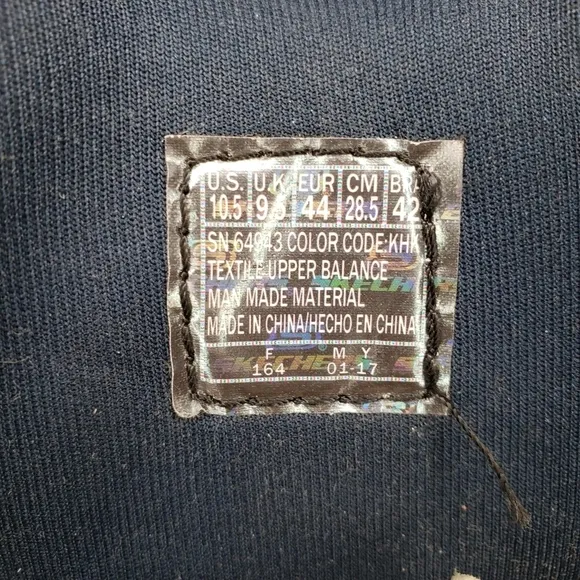 U.S. U.K EUR CM BRA
10.5 9.5 44 28.5 42
SN 64943 COLOR CODE:KHK
TEXTILE UPPER BALANCE
MAN MADE MATERIAL
MADE IN CHINA/HECHO EN CHINA
SKECHERS
F M Y
164 01-17